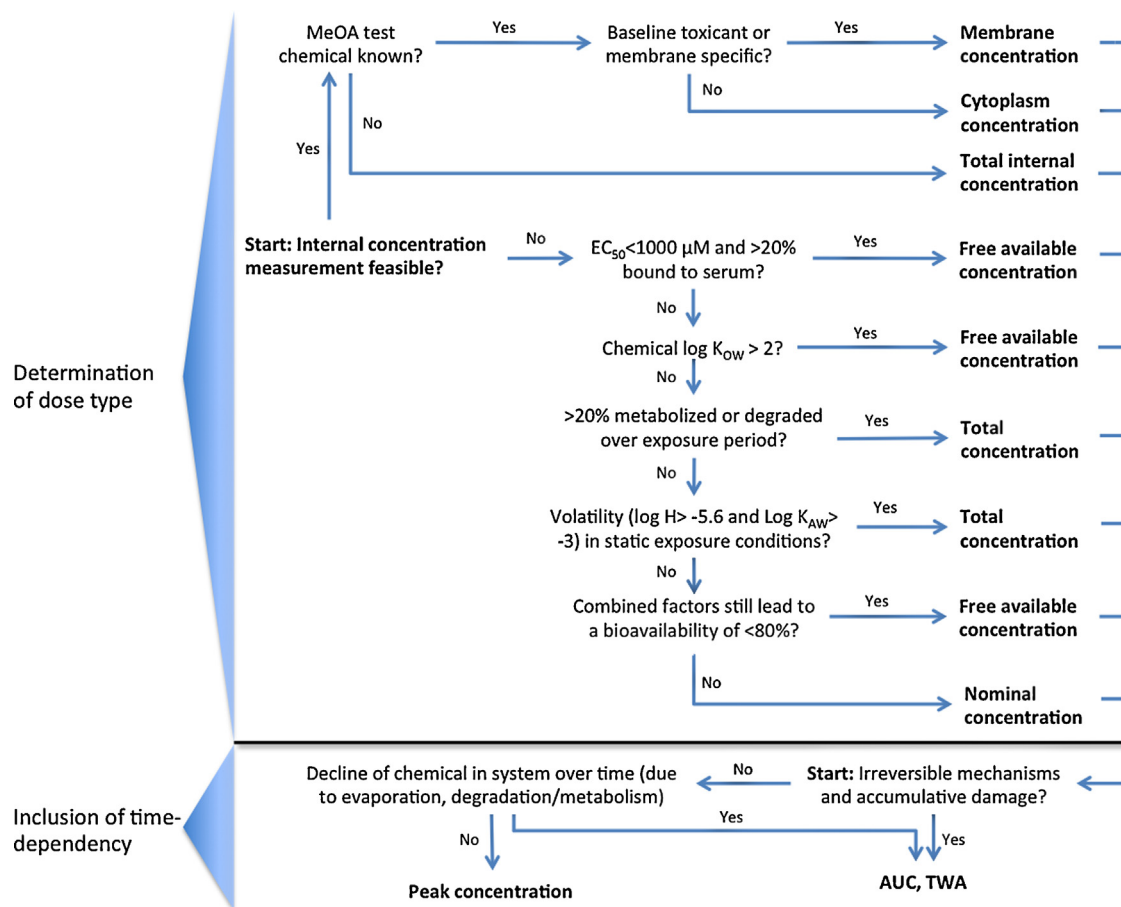 MeOA test
chemical known?
Yes
Baseline toxicant or
membrane specific?
Yes
Membrane
concentration
No
Cytoplasm
concentration
No
Yes
Total internal
concentration
Start: Internal concentration
measurement feasible?
No
EC50<1000 µM and >20%
bound to serum?
Yes
Free available
concentration
No
Chemical log KOW > 2?
Yes
Free available
concentration
No
Determination
of dose type
>20% metabolized or degraded
over exposure period?
Yes
Total
concentration
No
Volatility (log H> -5.6 and Log KAW>
-3) in static exposure conditions?
Yes
Total
concentration
No
Combined factors still lead to
a bioavailability of <80%?
Yes
Free available
concentration
No
Nominal
concentration
Decline of chemical in system over time (due
to evaporation, degradation/metabolism)
No
Start: Irreversible mechanisms
and accumulative damage?
Inclusion of time-
dependency
Yes
No
Yes
Peak concentration
AUC, TWA